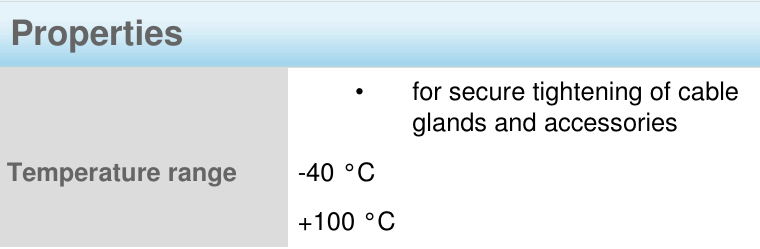 Properties
• for secure tightening of cable
glands and accessories
Temperature range -40 °C
+100 °C